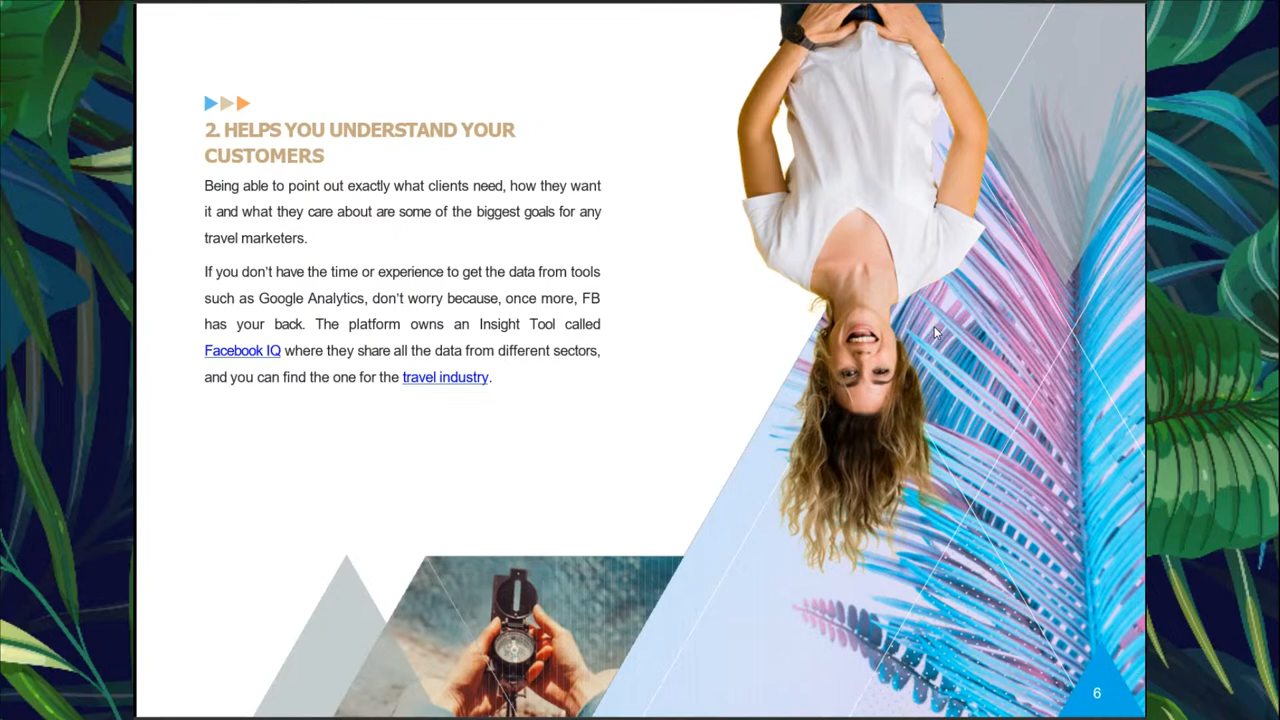 2. HELPS YOU UNDERSTAND YOUR
CUSTOMERS
Being able to point out exactly what clients need, how they want
it and what they care about are some of the biggest goals for any
travel marketers.
If you don't have the time or experience to get the data from tools
such as Google Analytics, don't worry because, once more, FB
has your back. The platform owns an Insight Tool called
Facebook IQ where they share all the data from different sectors,
and you can find the one for the travel industry.
6